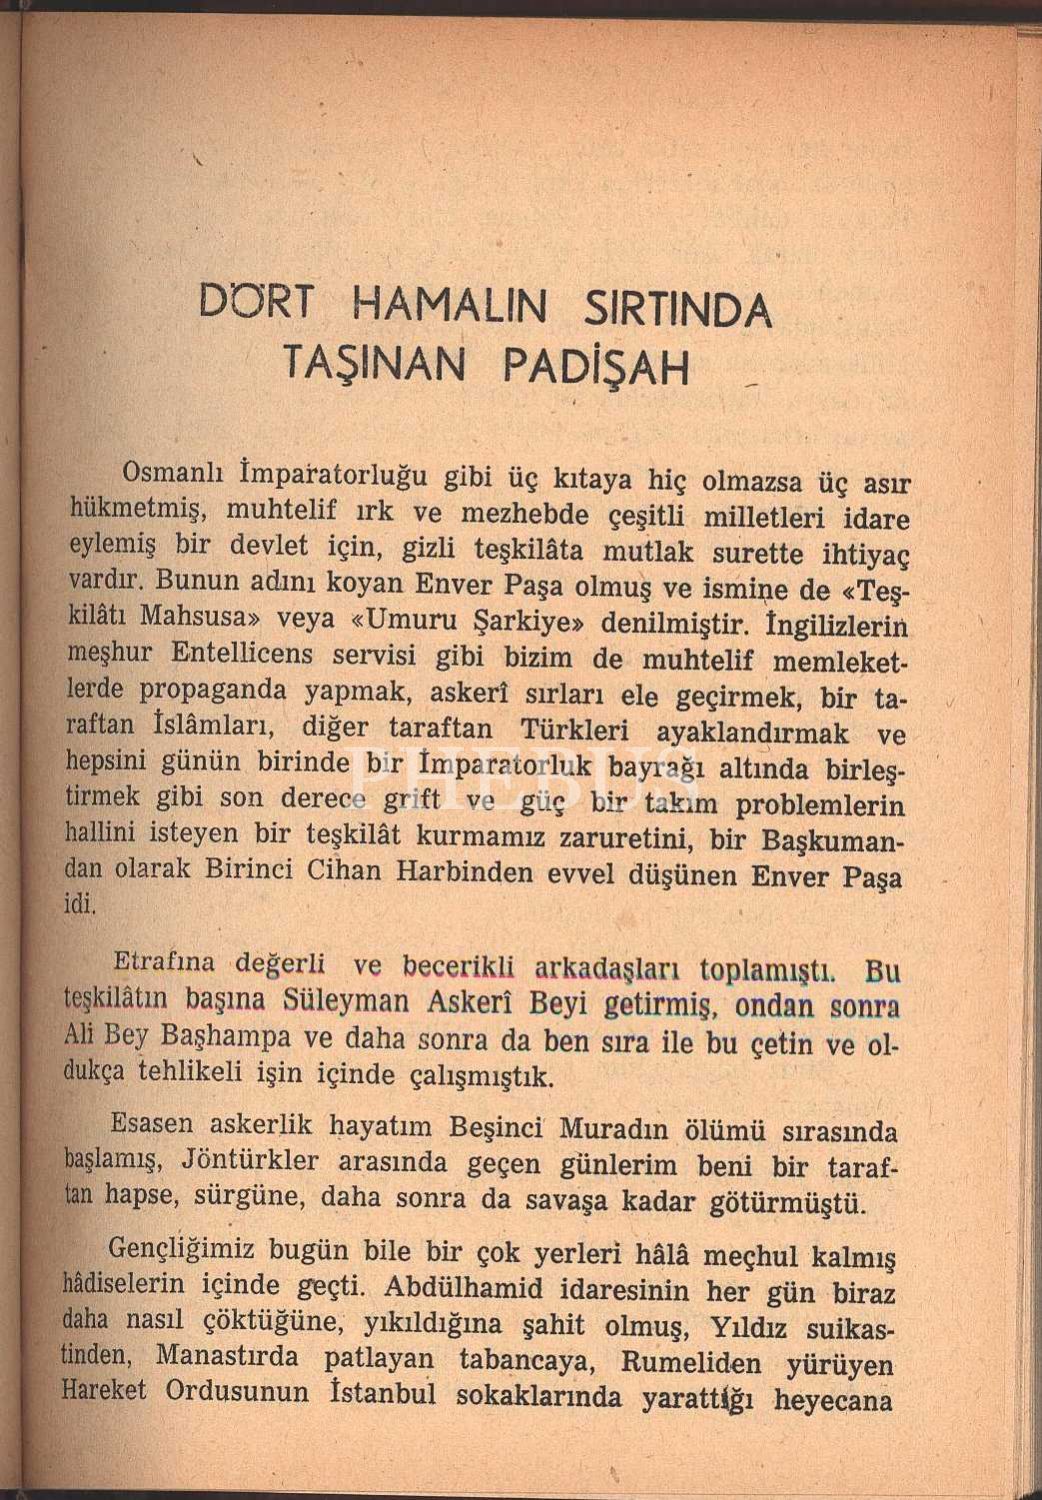 DÖRT HAMALIN SIRTINDA
TAŞINAN PADİŞAH
Osmanlı İmparatorluğu gibi üç kıtaya hiç olmazsa üç asır
hükmetmiş, muhtelif ırk ve mezhebde çeşitli milletleri idare
eylemiş bir devlet için, gizli teşkilâta mutlak surette ihtiyaç
vardır. Bunun adını koyan Enver Paşa olmuş ve ismine de «Teş-
kilâtı Mahsusa» veya «Umuru Şarkiye» denilmiştir. İngilizlerin
meşhur Entellicens servisi gibi bizim de muhtelif memleket-
lerde propaganda yapmak, askerî sırları ele geçirmek, bir ta-
raftan İslâmları, diğer taraftan Türkleri ayaklandırmak ve
hepsini günün birinde bir İmparatorluk bayrağı altında birleş-
tirmek gibi son derece grift ve güç bir takım problemlerin
hallini isteyen bir teşkilât kurmamız zaruretini, bir Başkuman-
dan olarak Birinci Cihan Harbinden evvel düşünen Enver Paşa
idi.
Etrafına değerli ve becerikli arkadaşları toplamıştı. Bu
teşkilâtın başına Süleyman Askerî Beyi getirmiş, ondan sonra
Ali Bey Başhampa ve daha sonra da ben sıra ile bu çetin ve ol-
dukça tehlikeli işin içinde çalışmıştık.
Esasen askerlik hayatım Beşinci Muradın ölümü sırasında
başlamış, Jöntürkler arasında geçen günlerim beni bir taraf-
tan hapse, sürgüne, daha sonra da savaşa kadar götürmüştü.
Gençliğimiz bugün bile bir çok yerleri hâlâ meçhul kalmış
hâdiselerin içinde geçti. Abdülhamid idaresinin her gün biraz
daha nasıl çöktüğüne, yıkıldığına şahit olmuş, Yıldız suikas-
tinden, Manastırda patlayan tabancaya, Rumeliden yürüyen
Hareket Ordusunun İstanbul sokaklarında yarattığı heyecana
PHEBUS